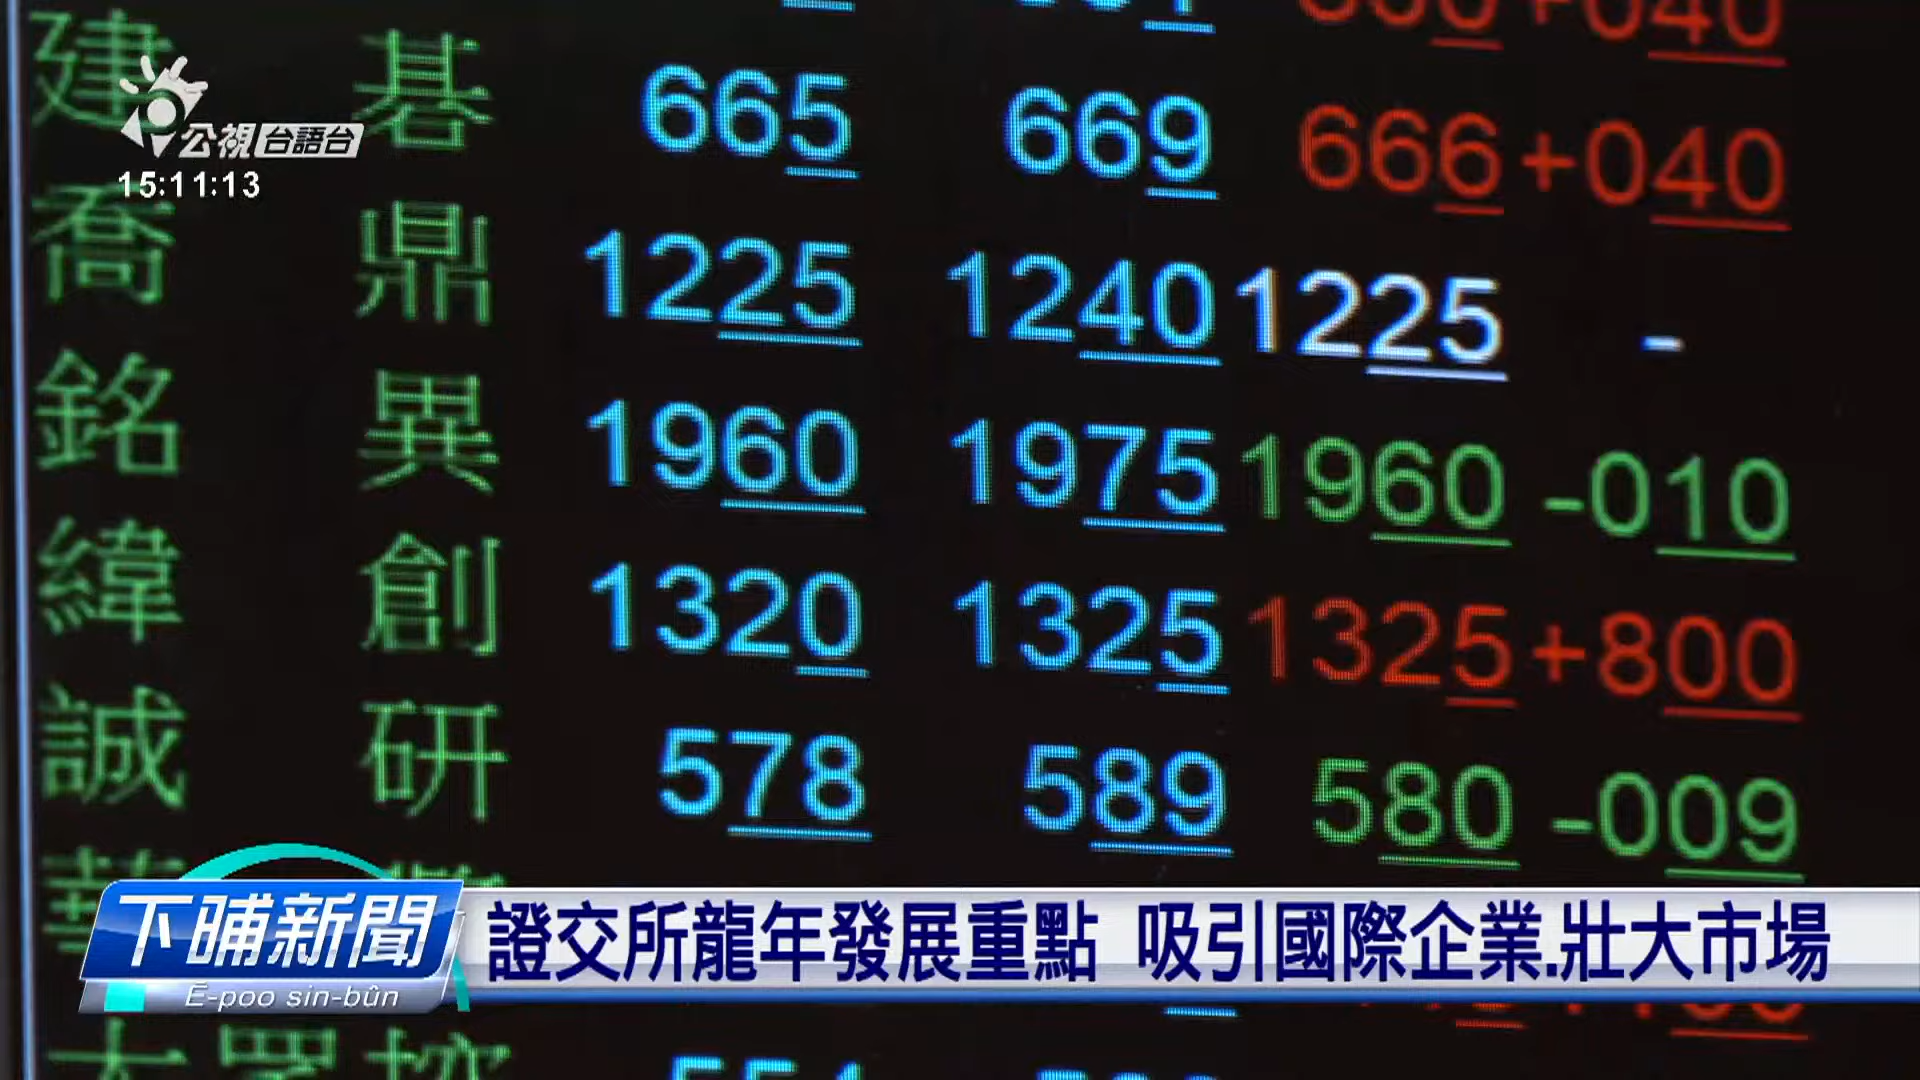 建碁 665 669 666 +040
公視台語台
15:11:13
喬鼎 1225 1240 1225 -
銘異 1960 1975 1960 -010
緯創 1320 1325 1325 +800
誠研 578 589 580 -009
下晡新聞
Ē-poo sin-bûn
證交所龍年發展重點 吸引國際企業.壯大市場